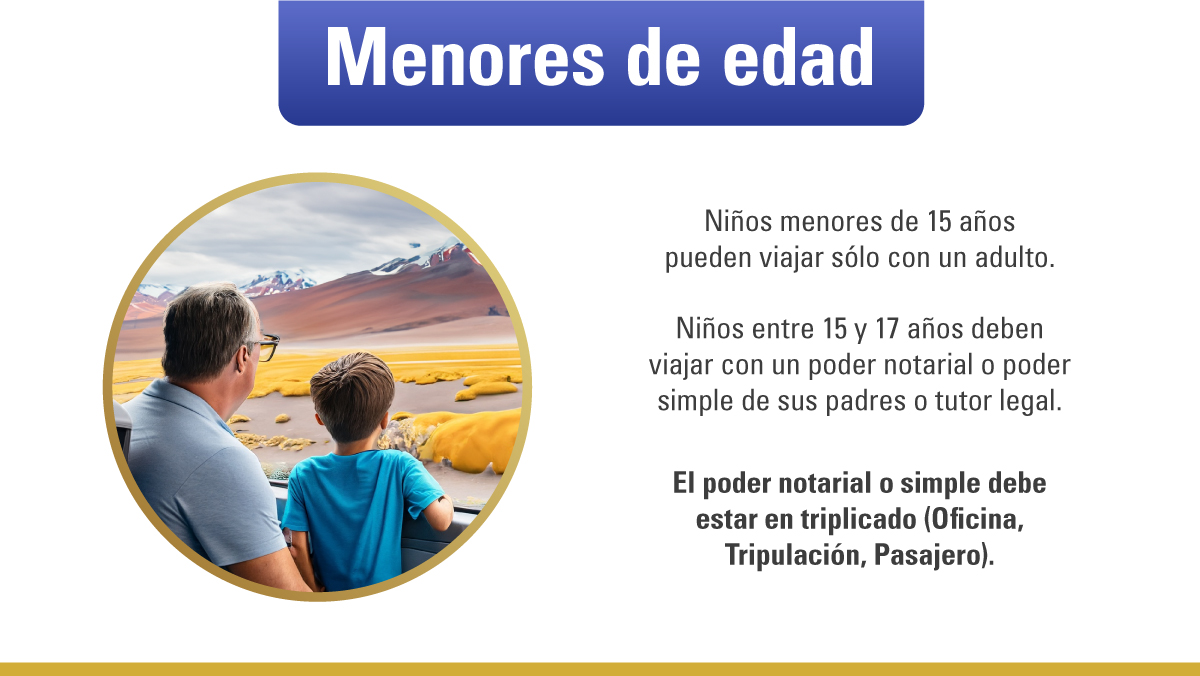 Menores de edad
Niños menores de 15 años
pueden viajar sólo con un adulto.
Niños entre 15 y 17 años deben
viajar con un poder notarial o poder
simple de sus padres o tutor legal.
El poder notarial o simple debe
estar en triplicado (Oficina,
Tripulación, Pasajero).